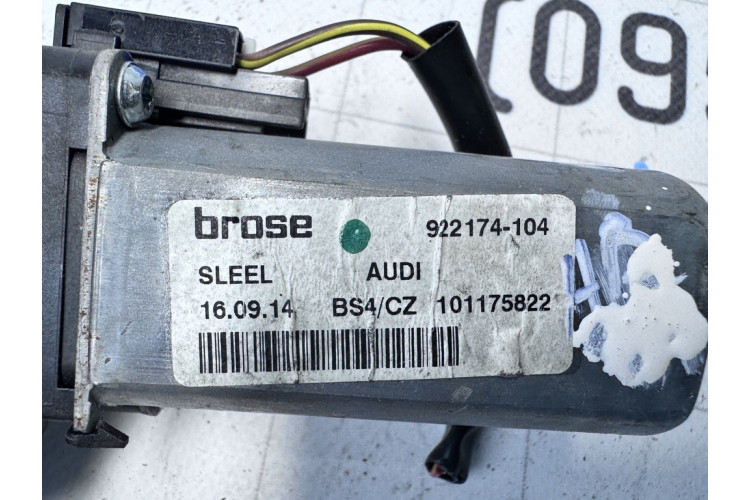 brose 922174-104
SLEEL AUDI
16.09.14 BS4/CZ 101175822